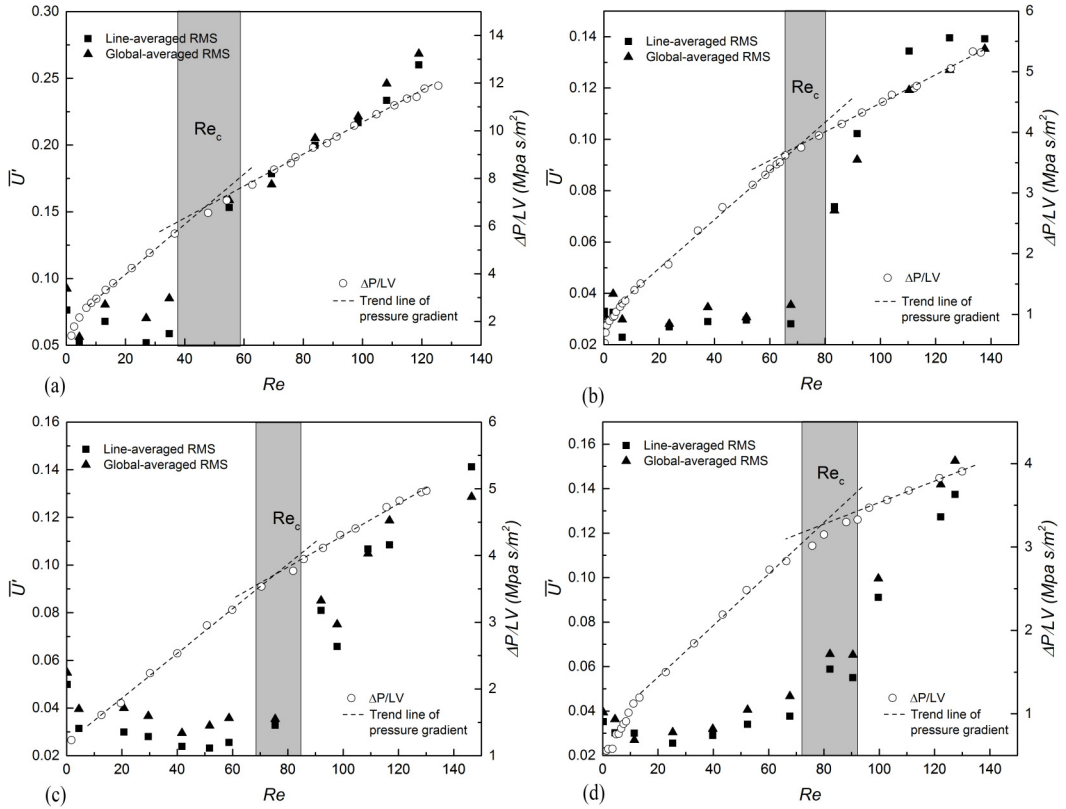 0.30
0.25
0.20
0.15
0.10
0.05
U̅'
Line-averaged RMS
Global-averaged RMS
Re_c
ΔP/LV
Trend line of
pressure gradient
14
12
10
8
6
4
2
ΔP/LV (Mpa s/m²)
0 20 40 60 80 100 120 140
Re
(a)
0.14
0.12
0.10
0.08
0.06
0.04
0.02
U̅'
Line-averaged RMS
Global-averaged RMS
Re_c
ΔP/LV
Trend line of
pressure gradient
6
5
4
3
2
1
ΔP/LV (Mpa s/m²)
0 20 40 60 80 100 120 140
Re
(b)
0.16
0.14
0.12
0.10
0.08
0.06
0.04
0.02
U̅'
Line-averaged RMS
Global-averaged RMS
Re_c
ΔP/LV
Trend line of
pressure gradient
6
5
4
3
2
1
ΔP/LV (Mpa s/m²)
0 20 40 60 80 100 120 140
Re
(c)
0.16
0.14
0.12
0.10
0.08
0.06
0.04
0.02
U̅'
Line-averaged RMS
Global-averaged RMS
Re_c
ΔP/LV
Trend line of
pressure gradient
4
3
2
1
ΔP/LV (Mpa s/m²)
0 20 40 60 80 100 120 140
Re
(d)